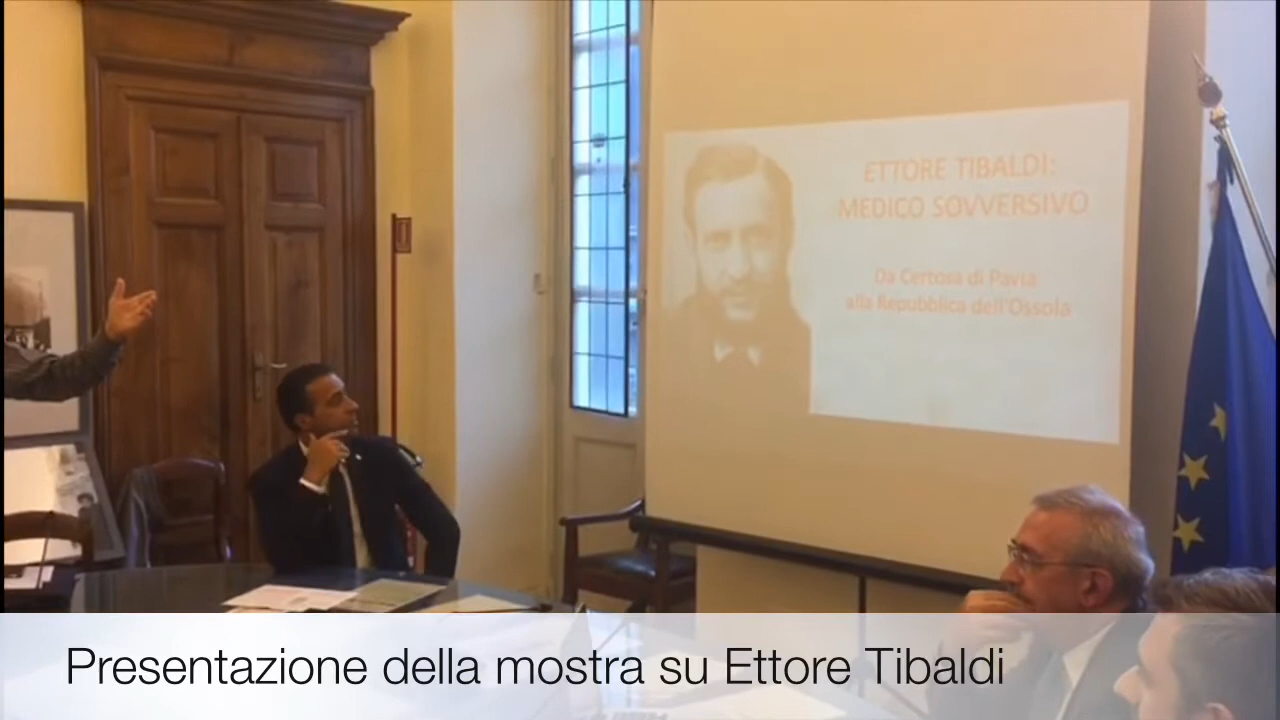 ETTORE TIBALDI:
MEDICO SOVVERSIVO
Da Certosa di Pavia
alla Repubblica dell'Ossola
Presentazione della mostra su Ettore Tibaldi